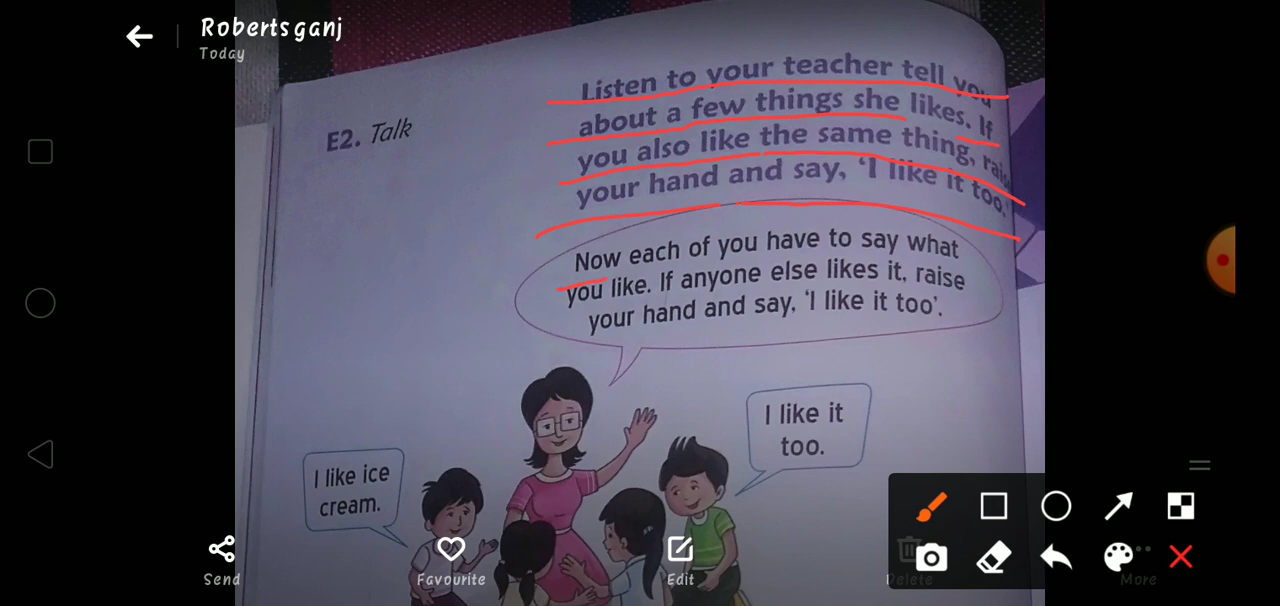 Robertsganj
Today
E2. Talk
Listen to your teacher tell you
about a few things she likes. If
you also like the same thing, raise
your hand and say, ‘I like it too.’
Now each of you have to say what
you like. If anyone else likes it, raise
your hand and say, ‘I like it too’.
I like it
too.
I like ice
cream.
Send
Favourite
Edit
Delete
More